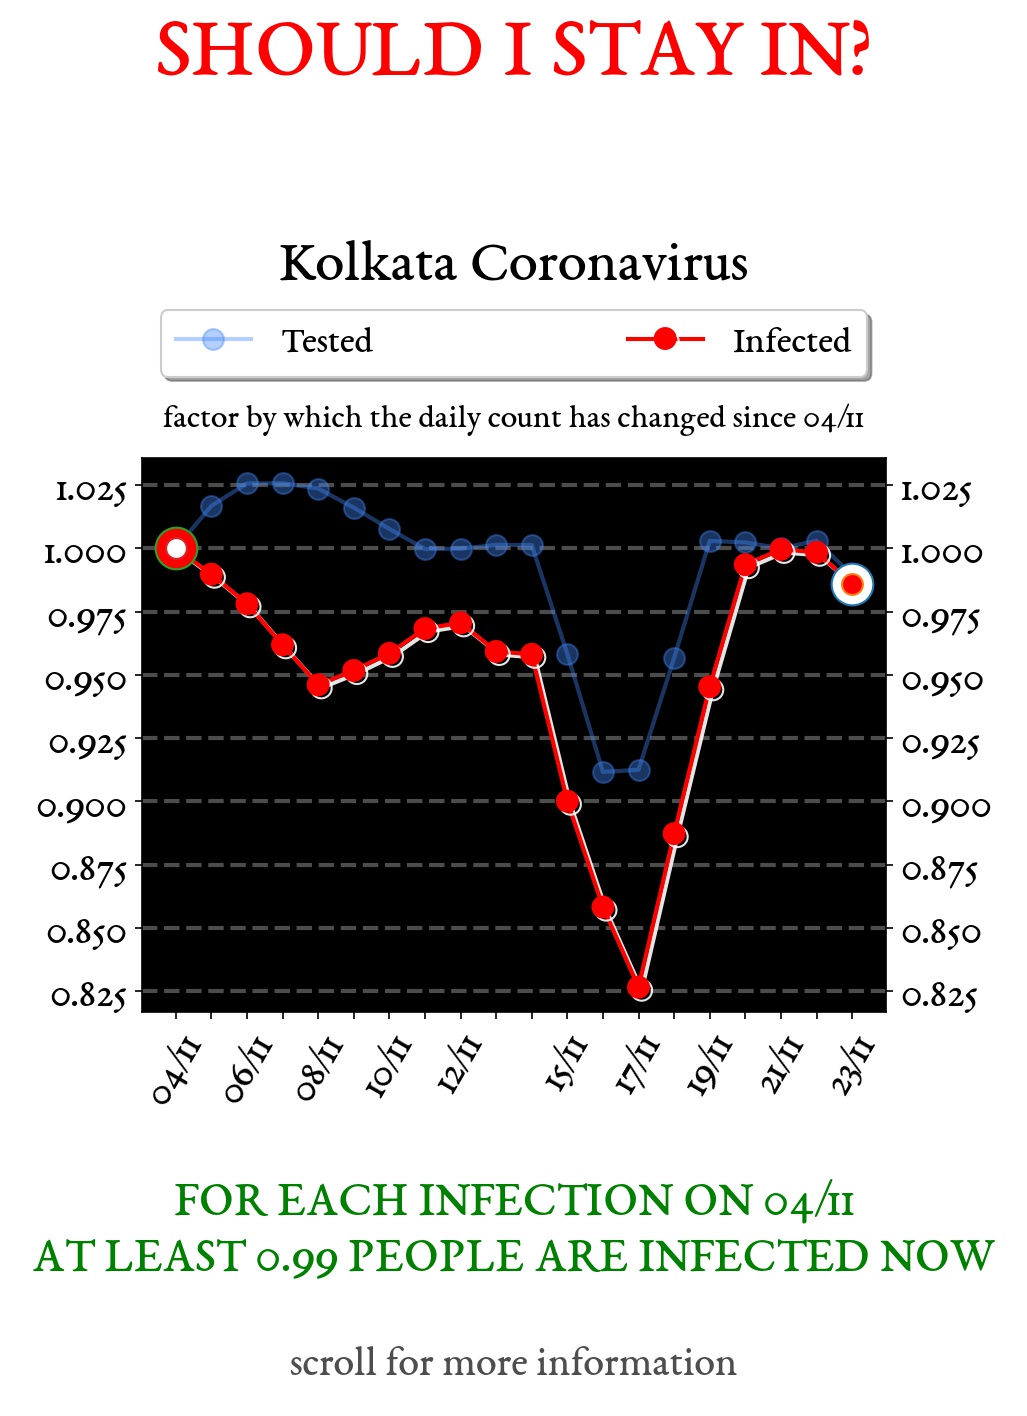 SHOULD I STAY IN?
Kolkata Coronavirus
Tested Infected
factor by which the daily count has changed since 04/11
1.025 1.025
1.000 1.000
0.975 0.975
0.950 0.950
0.925 0.925
0.900 0.900
0.875 0.875
0.850 0.850
0.825 0.825
04/11 06/11 08/11 10/11 12/11 15/11 17/11 19/11 21/11 23/11
FOR EACH INFECTION ON 04/11
AT LEAST 0.99 PEOPLE ARE INFECTED NOW
scroll for more information